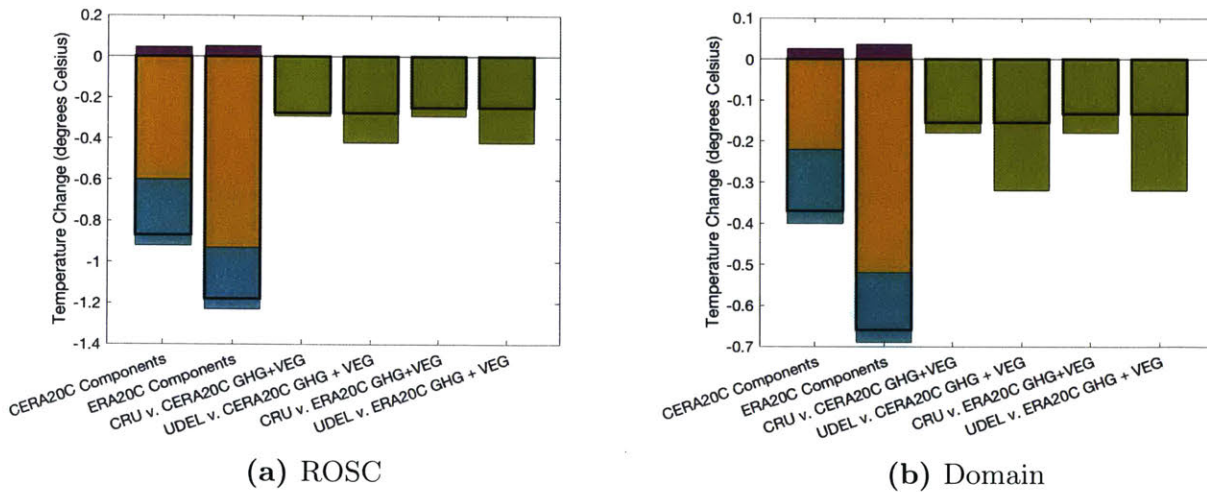 0.2
0
-0.2
-0.4
-0.6
-0.8
-1
-1.2
-1.4
Temperature Change (degrees Celsius)
CERA20C Components
ERA20C Components
CRU v. CERA20C GHG+VEG
UDEL v. CERA20C GHG + VEG
CRU v. ERA20C GHG+VEG
UDEL v. ERA20C GHG + VEG
(a) ROSC
0.1
0
-0.1
-0.2
-0.3
-0.4
-0.5
-0.6
-0.7
Temperature Change (degrees Celsius)
CERA20C Components
ERA20C Components
CRU v. CERA20C GHG+VEG
UDEL v. CERA20C GHG + VEG
CRU v. ERA20C GHG+VEG
UDEL v. ERA20C GHG + VEG
(b) Domain